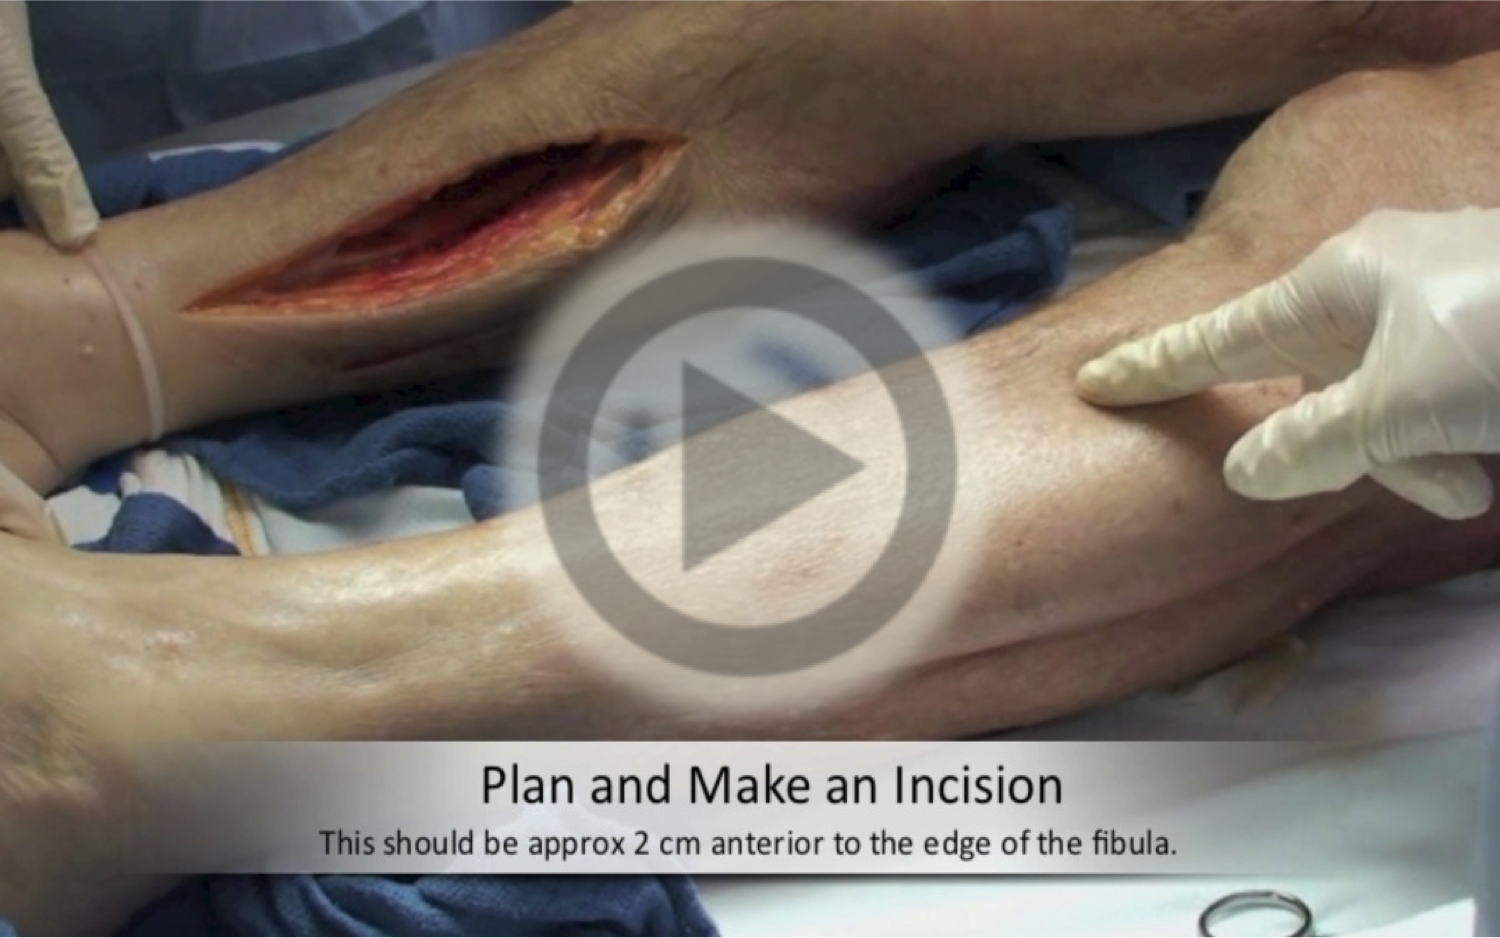 Plan and Make an Incision
This should be approx 2 cm anterior to the edge of the fibula.